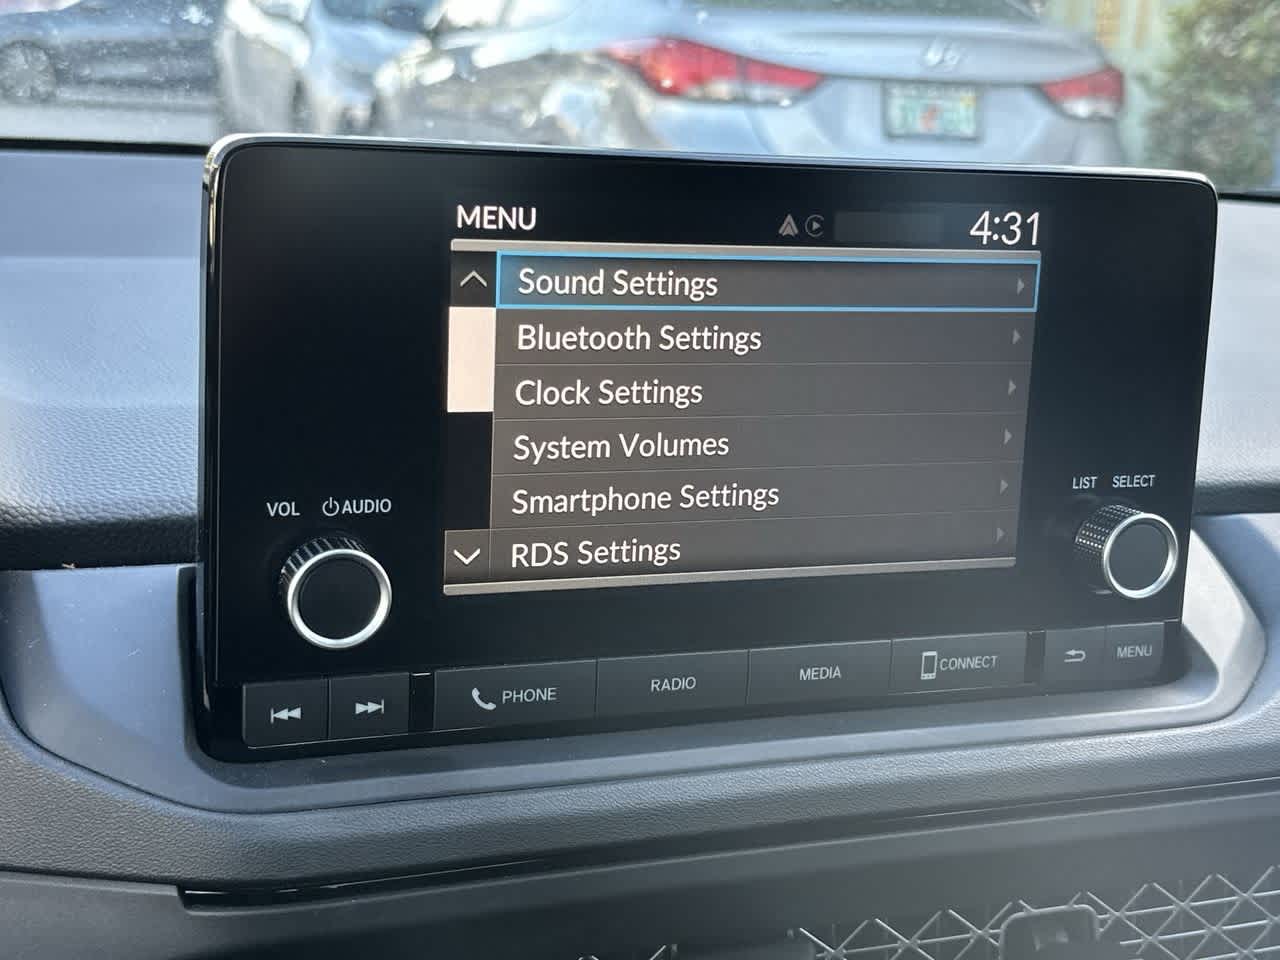 MENU
4:31
Sound Settings
Bluetooth Settings
Clock Settings
System Volumes
Smartphone Settings
RDS Settings
VOL AUDIO
LIST SELECT
PHONE
RADIO
MEDIA
CONNECT
MENU